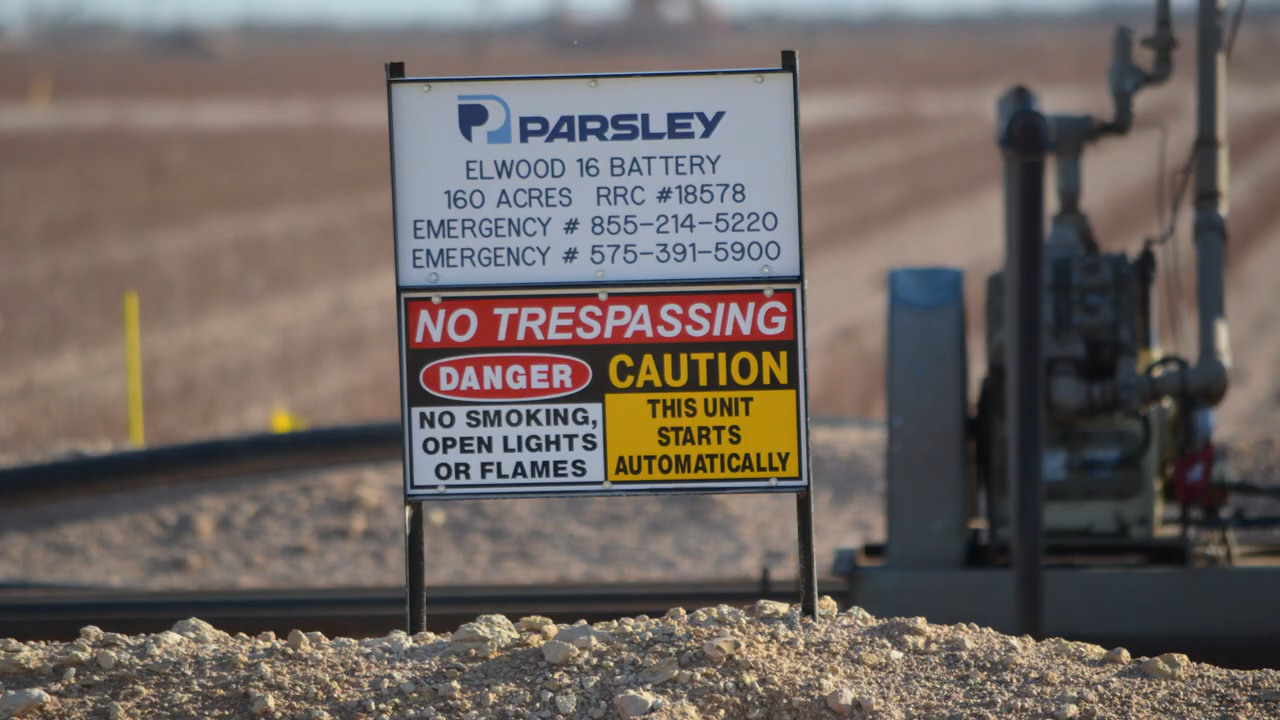 PARSLEY
ELWOOD 16 BATTERY
160 ACRES RRC #18578
EMERGENCY # 855-214-5220
EMERGENCY # 575-391-5900
NO TRESPASSING
DANGER
NO SMOKING,
OPEN LIGHTS
OR FLAMES
CAUTION
THIS UNIT
STARTS
AUTOMATICALLY